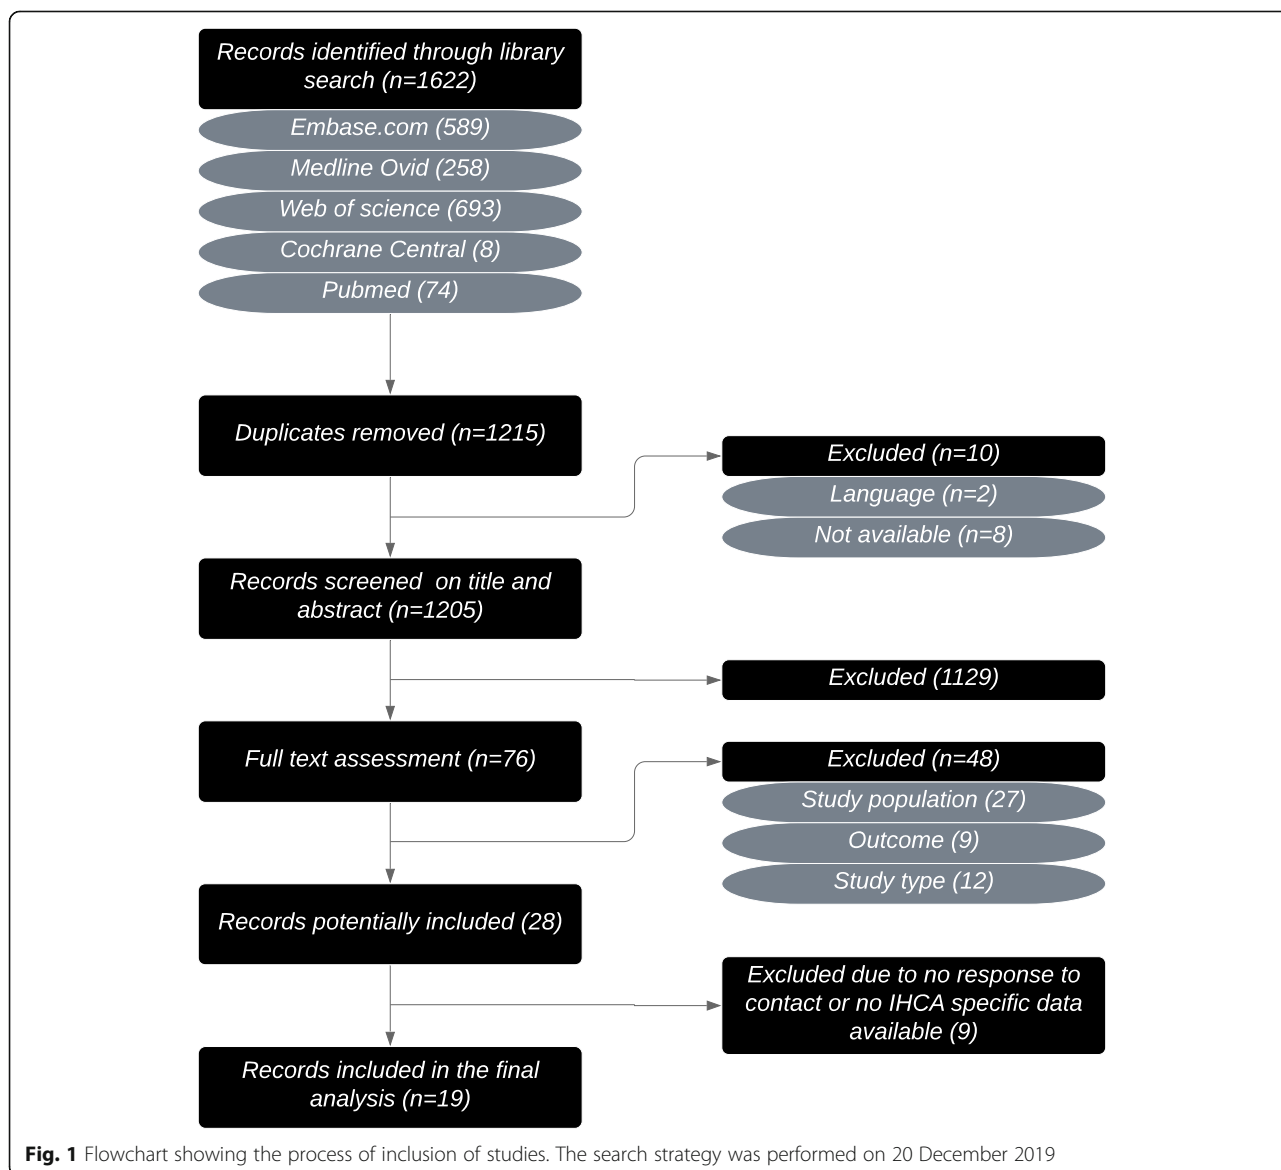 Records identified through library
search (n=1622)
Embase.com (589)
Medline Ovid (258)
Web of science (693)
Cochrane Central (8)
Pubmed (74)
Duplicates removed (n=1215)
Excluded (n=10)
Language (n=2)
Not available (n=8)
Records screened  on title and
abstract (n=1205)
Excluded (1129)
Full text assessment (n=76)
Excluded (n=48)
Study population (27)
Outcome (9)
Study type (12)
Records potentially included (28)
Excluded due to no response to
contact or no IHCA specific data
available (9)
Records included in the final
analysis (n=19)
Fig. 1 Flowchart showing the process of inclusion of studies. The search strategy was performed on 20 December 2019